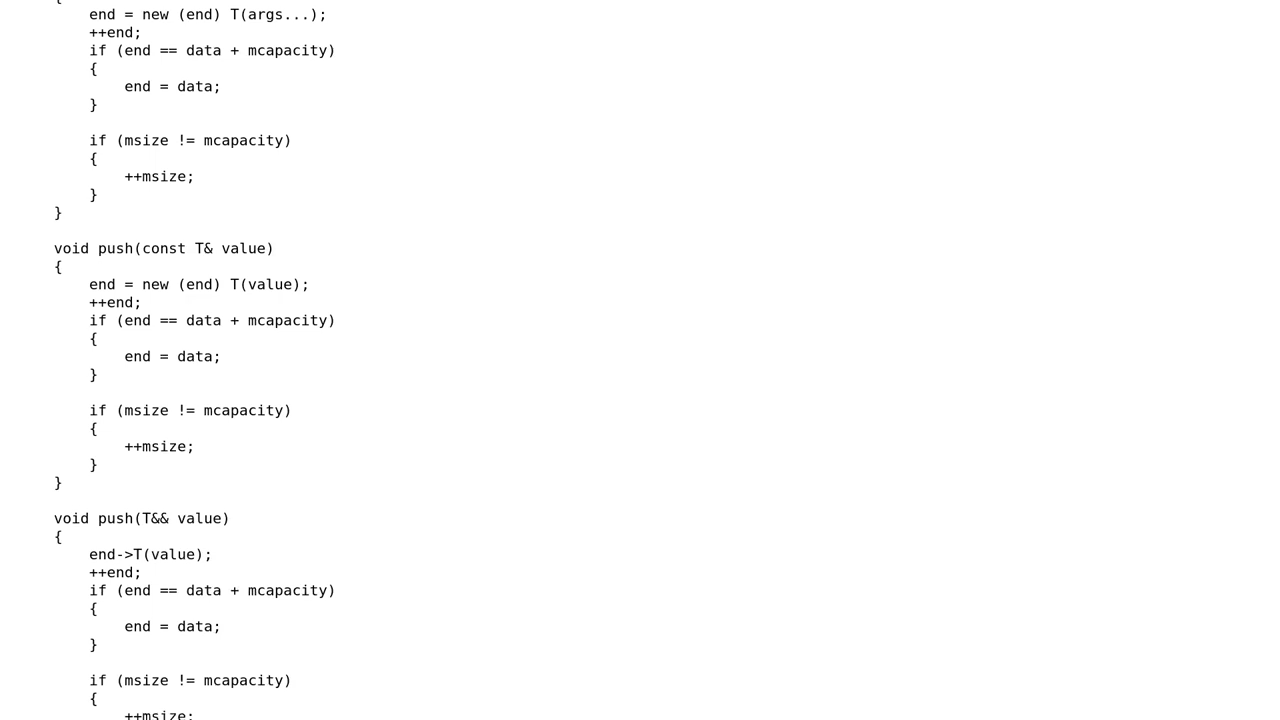 {
        end = new (end) T(args...);
        ++end;
        if (end == data + mcapacity)
        {
            end = data;
        }

        if (msize != mcapacity)
        {
            ++msize;
        }
    }

    void push(const T& value)
    {
        end = new (end) T(value);
        ++end;
        if (end == data + mcapacity)
        {
            end = data;
        }

        if (msize != mcapacity)
        {
            ++msize;
        }
    }

    void push(T&& value)
    {
        end->T(value);
        ++end;
        if (end == data + mcapacity)
        {
            end = data;
        }

        if (msize != mcapacity)
        {
            ++msize;